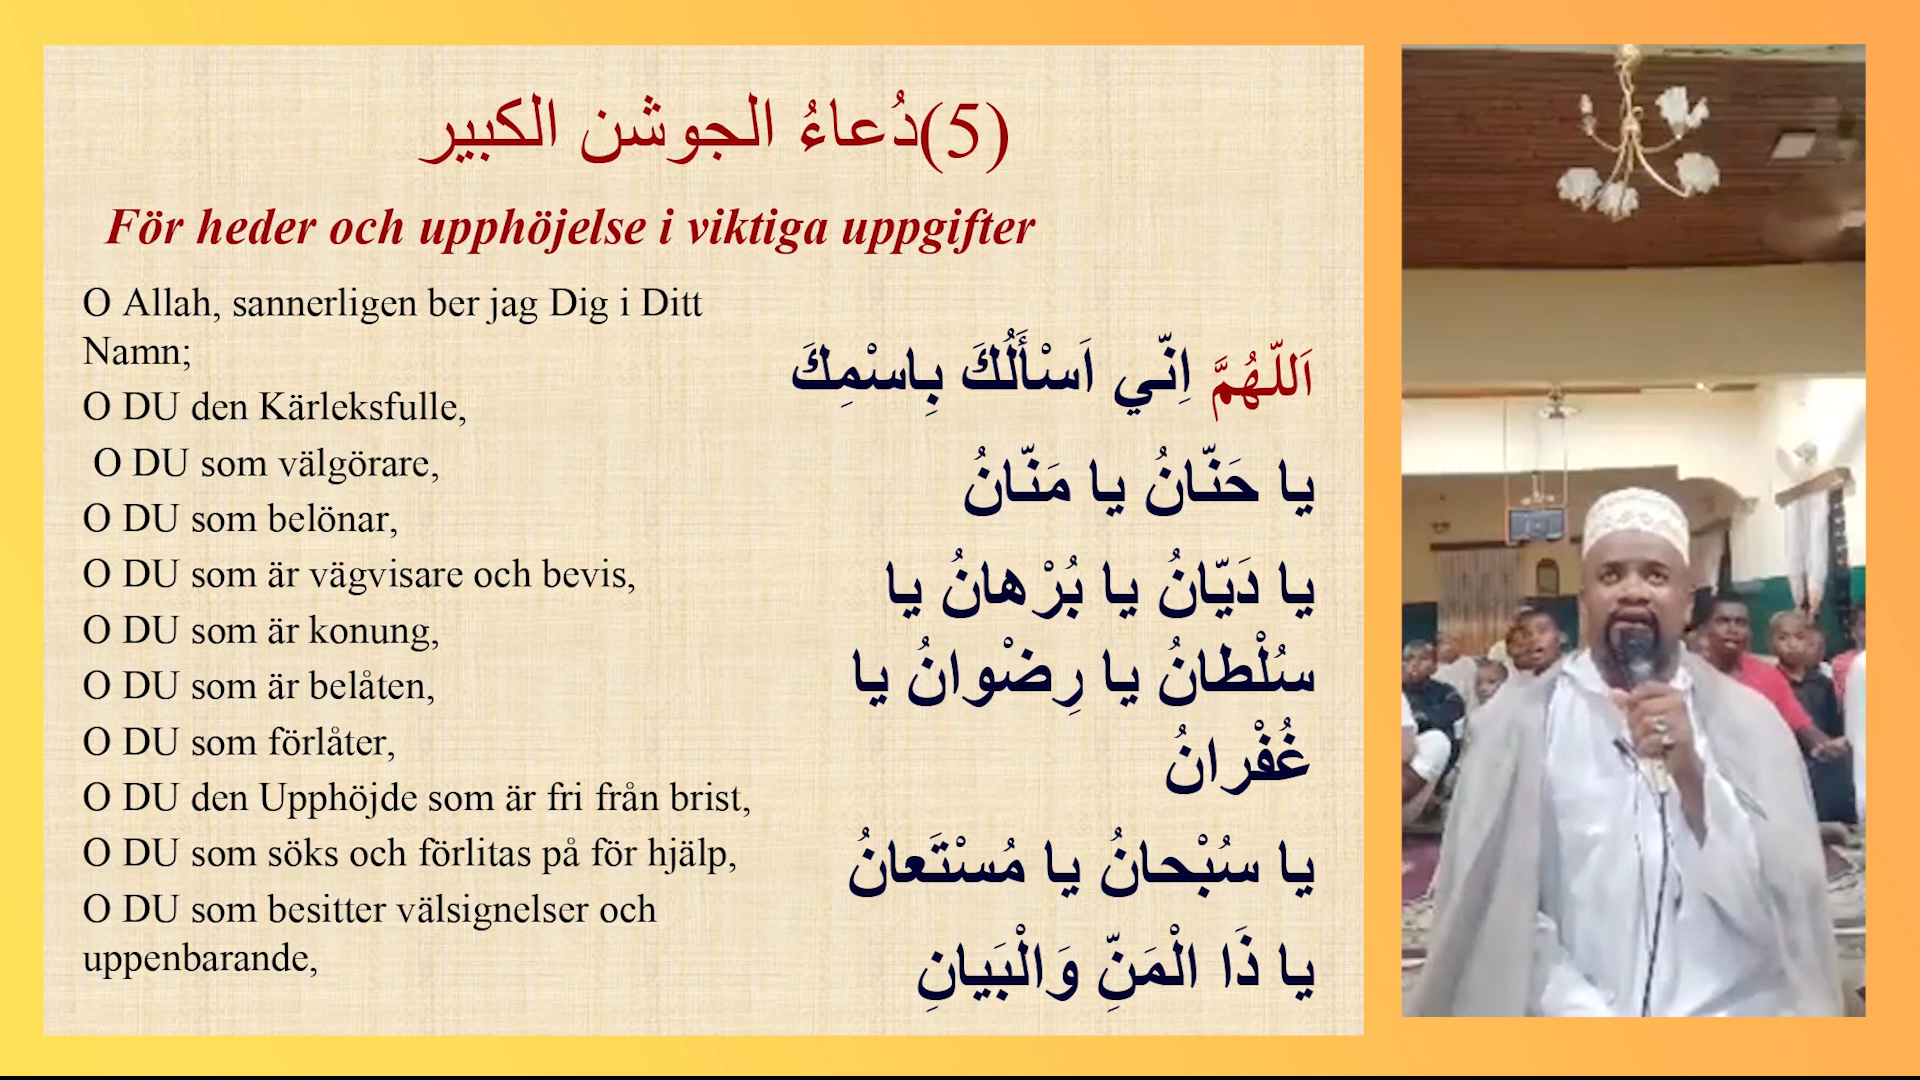 (5)دُعاءُ الجوشن الكبير
För heder och upphöjelse i viktiga uppgifter
O Allah, sannerligen ber jag Dig i Ditt
Namn;
O DU den Kärleksfulle,
O DU som välgörare,
O DU som belönar,
O DU som är vägvisare och bevis,
O DU som är konung,
O DU som är belåten,
O DU som förlåter,
O DU den Upphöjde som är fri från brist,
O DU som söks och förlitas på för hjälp,
O DU som besitter välsignelser och
uppenbarande,
اَللّهُمَّ اِنّي اَسْأَلُكَ بِاسْمِكَ
يا حَنّانُ يا مَنّانُ
يا دَيّانُ يا بُرْهانُ يا
سُلْطانُ يا رِضْوانُ يا
غُفْرانُ
يا سُبْحانُ يا مُسْتَعانُ
يا ذَا الْمَنِّ وَالْبَيانِ